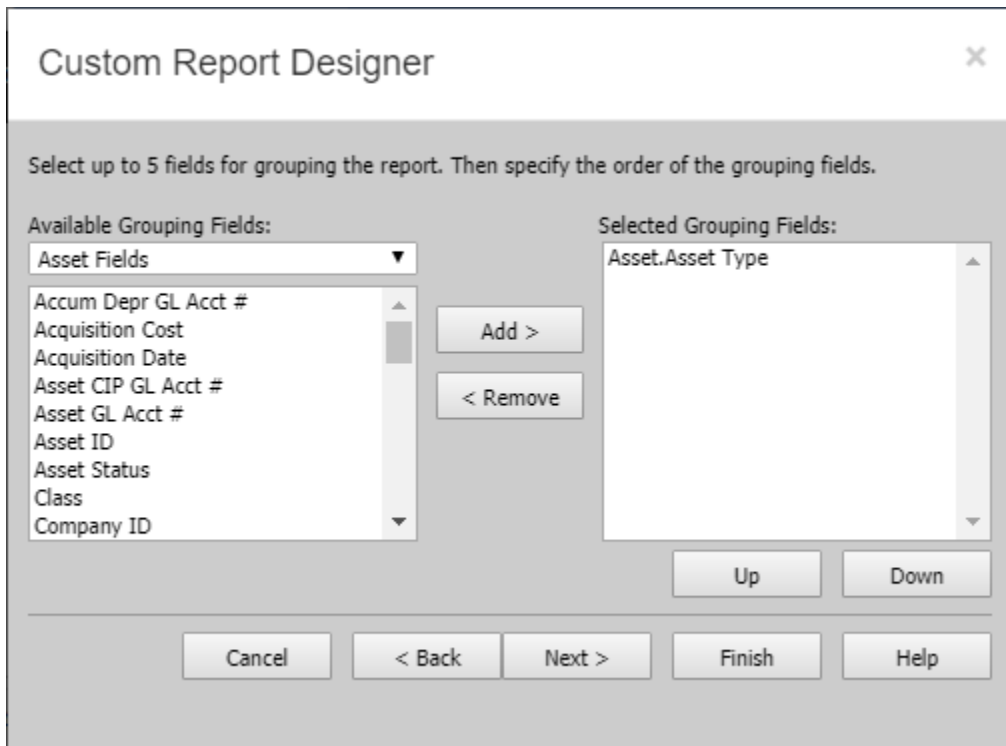 Custom Report Designer
×
Select up to 5 fields for grouping the report. Then specify the order of the grouping fields.
Available Grouping Fields:
Asset Fields
Accum Depr GL Acct #
Acquisition Cost
Acquisition Date
Asset CIP GL Acct #
Asset GL Acct #
Asset ID
Asset Status
Class
Company ID
Add >
< Remove
Selected Grouping Fields:
Asset.Asset Type
Up
Down
Cancel
< Back
Next >
Finish
Help